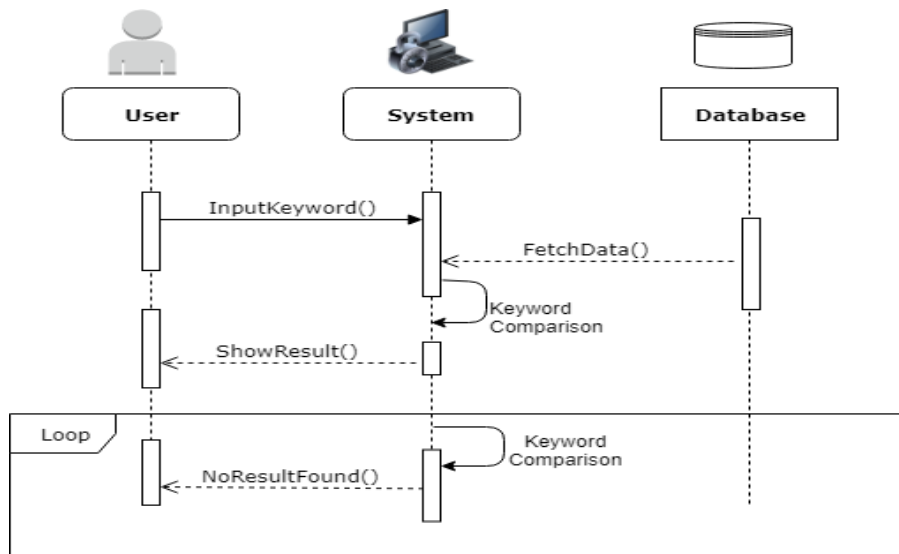 User
System
Database
InputKeyword()
FetchData()
Keyword
Comparison
ShowResult()
Loop
Keyword
Comparison
NoResultFound()